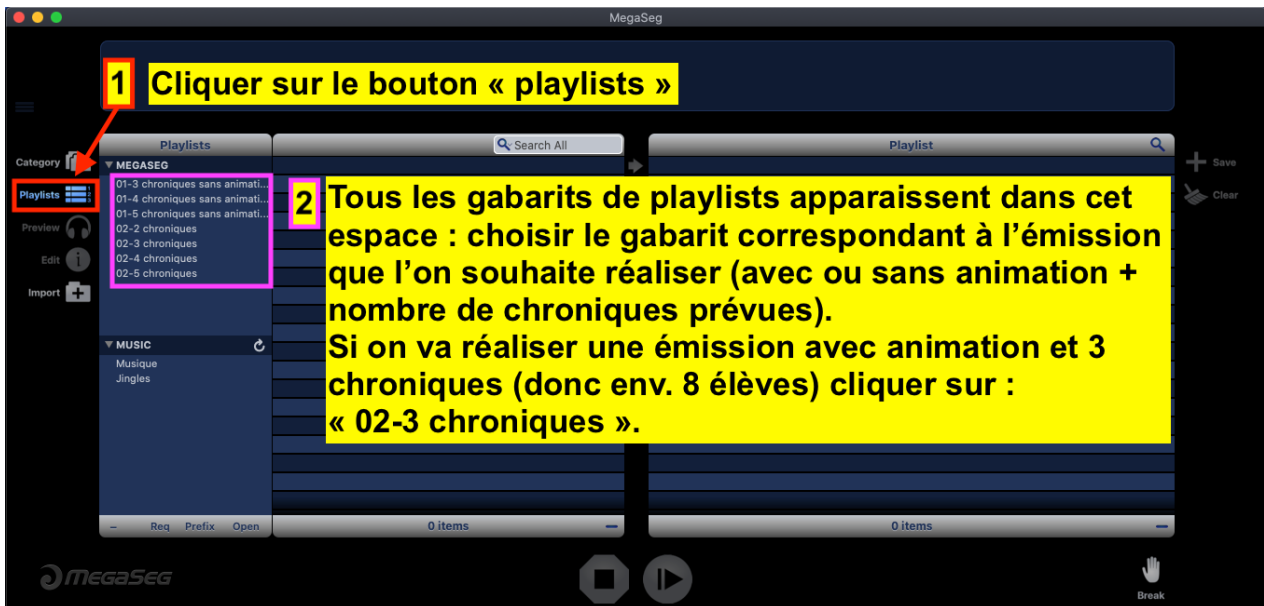 MegaSeg
1 Cliquer sur le bouton « playlists »
Playlists
Search All
Playlist
Category
Playlists
Preview
Edit
Import
Save
Clear
MEGASEG
01-3 chroniques sans animati...
01-4 chroniques sans animati...
01-5 chroniques sans animati...
02-2 chroniques
02-3 chroniques
02-4 chroniques
02-5 chroniques
2 Tous les gabarits de playlists apparaissent dans cet
espace : choisir le gabarit correspondant à l’émission
que l’on souhaite réaliser (avec ou sans animation +
nombre de chroniques prévues).
Si on va réaliser une émission avec animation et 3
chroniques (donc env. 8 élèves) cliquer sur :
« 02-3 chroniques ».
MUSIC
Musique
Jingles
– Req Prefix Open
0 items
0 items
MegaSeg
Break